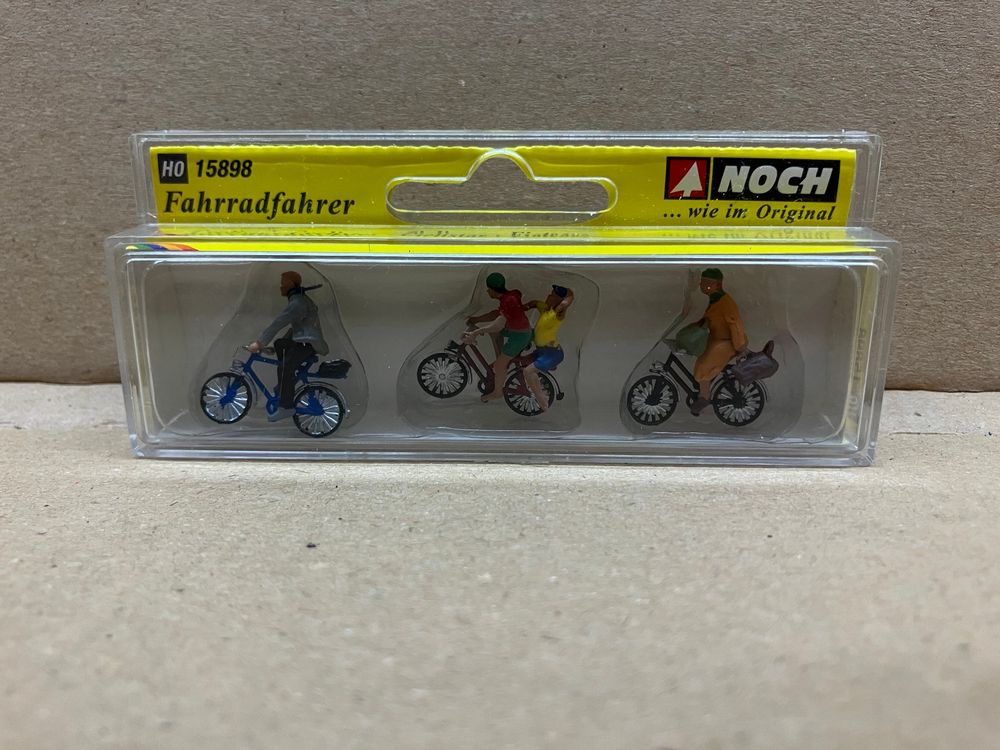 HO 15898
Fahrradfahrer
NOCH
... wie im Original